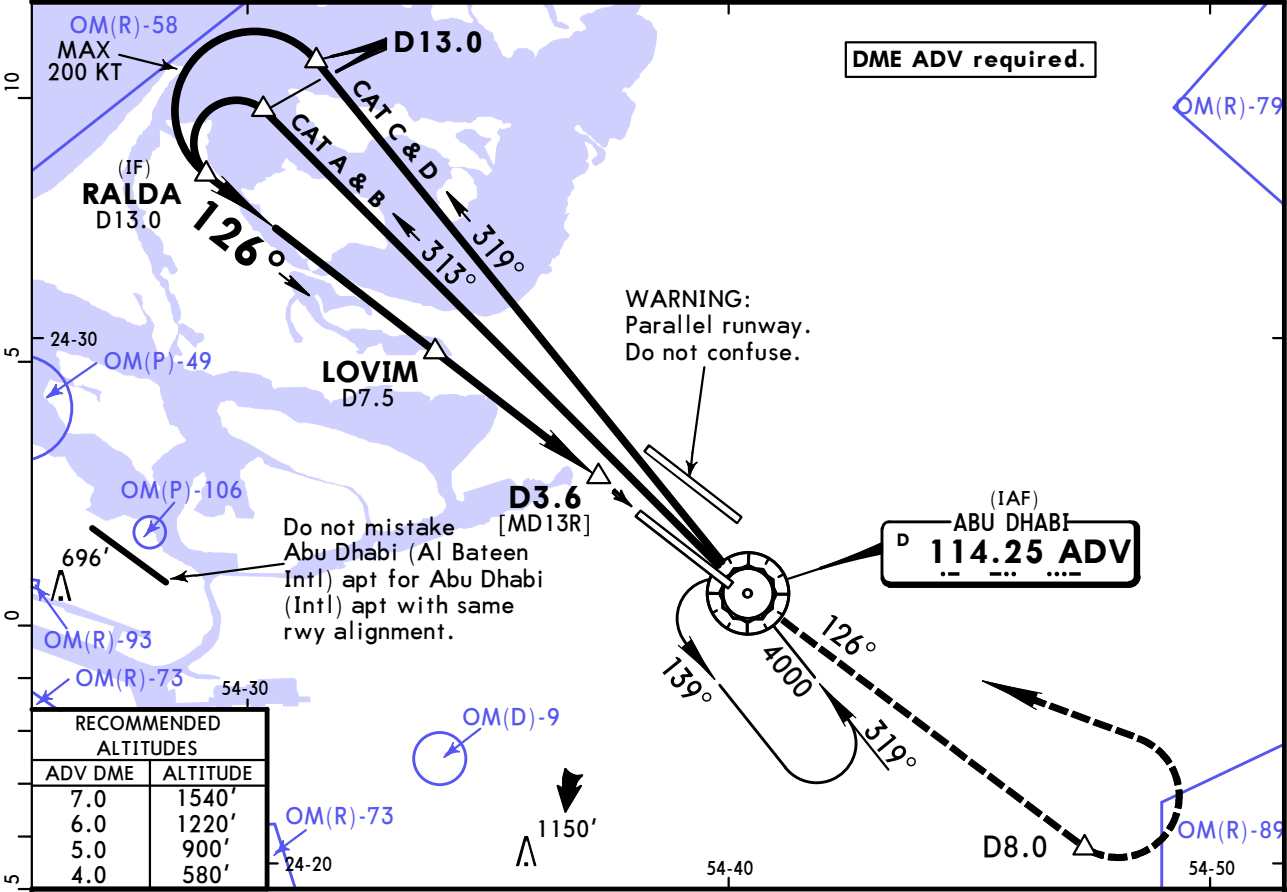 OM(R)-58
MAX
200 KT
D13.0
DME ADV required.
OM(R)-79
10
CAT C & D
CAT A & B
(IF)
RALDA
D13.0
126°
319°
313°
WARNING:
Parallel runway.
Do not confuse.
24-30
5
OM(P)-49
LOVIM
D7.5
OM(P)-106
D3.6
[MD13R]
Do not mistake
Abu Dhabi (Al Bateen
Intl) apt for Abu Dhabi
(Intl) apt with same
rwy alignment.
(IAF)
ABU DHABI
D 114.25 ADV
696'
0
OM(R)-93
OM(R)-73
54-30
126°
4000
139°
319°
OM(D)-9
RECOMMENDED
ALTITUDES
ADV DME ALTITUDE
7.0 1540'
6.0 1220'
5.0 900'
4.0 580'
OM(R)-73
24-20
1150'
D8.0
OM(R)-89
54-40
54-50
5